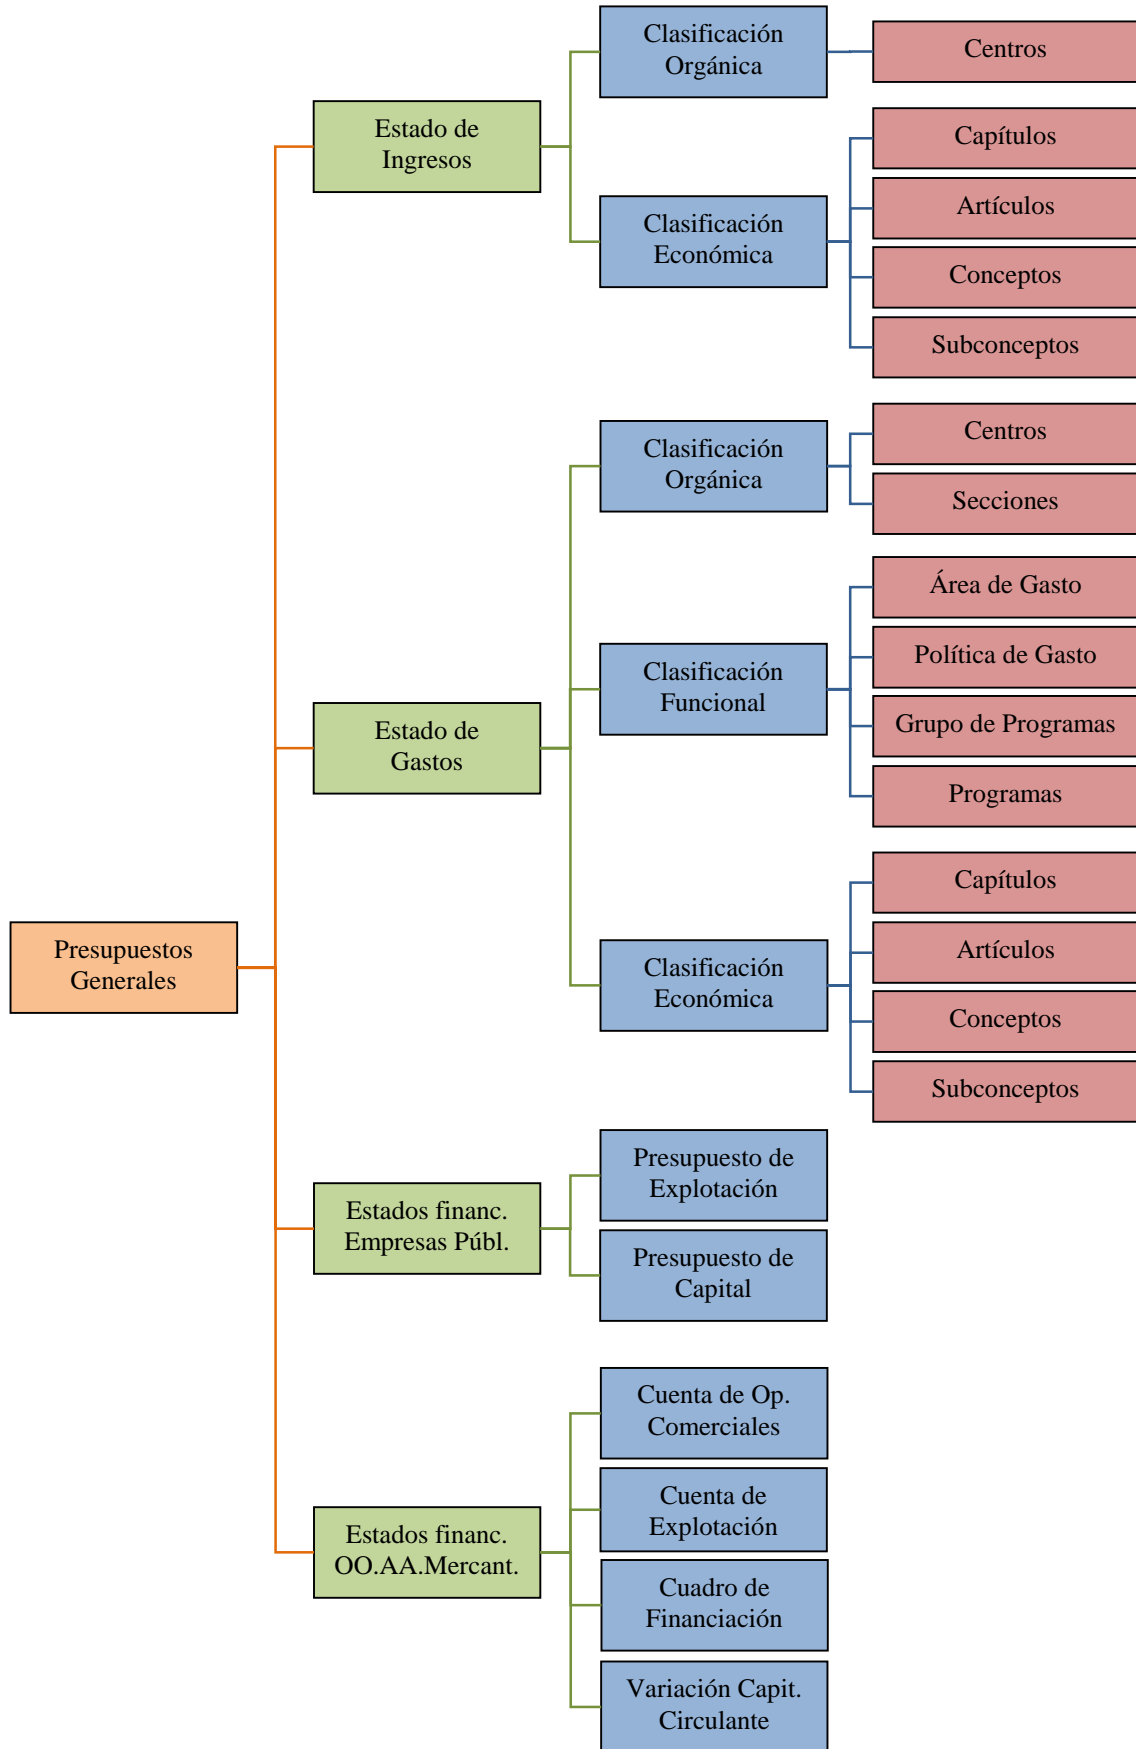 Presupuestos
Generales
Estado de
Ingresos
Clasificación
Orgánica
Centros
Clasificación
Económica
Capítulos
Artículos
Conceptos
Subconceptos
Estado de
Gastos
Clasificación
Orgánica
Centros
Secciones
Clasificación
Funcional
Área de Gasto
Política de Gasto
Grupo de Programas
Programas
Clasificación
Económica
Capítulos
Artículos
Conceptos
Subconceptos
Estados financ.
Empresas Públ.
Presupuesto de
Explotación
Presupuesto de
Capital
Estados financ.
OO.AA.Mercant.
Cuenta de Op.
Comerciales
Cuenta de
Explotación
Cuadro de
Financiación
Variación Capit.
Circulante